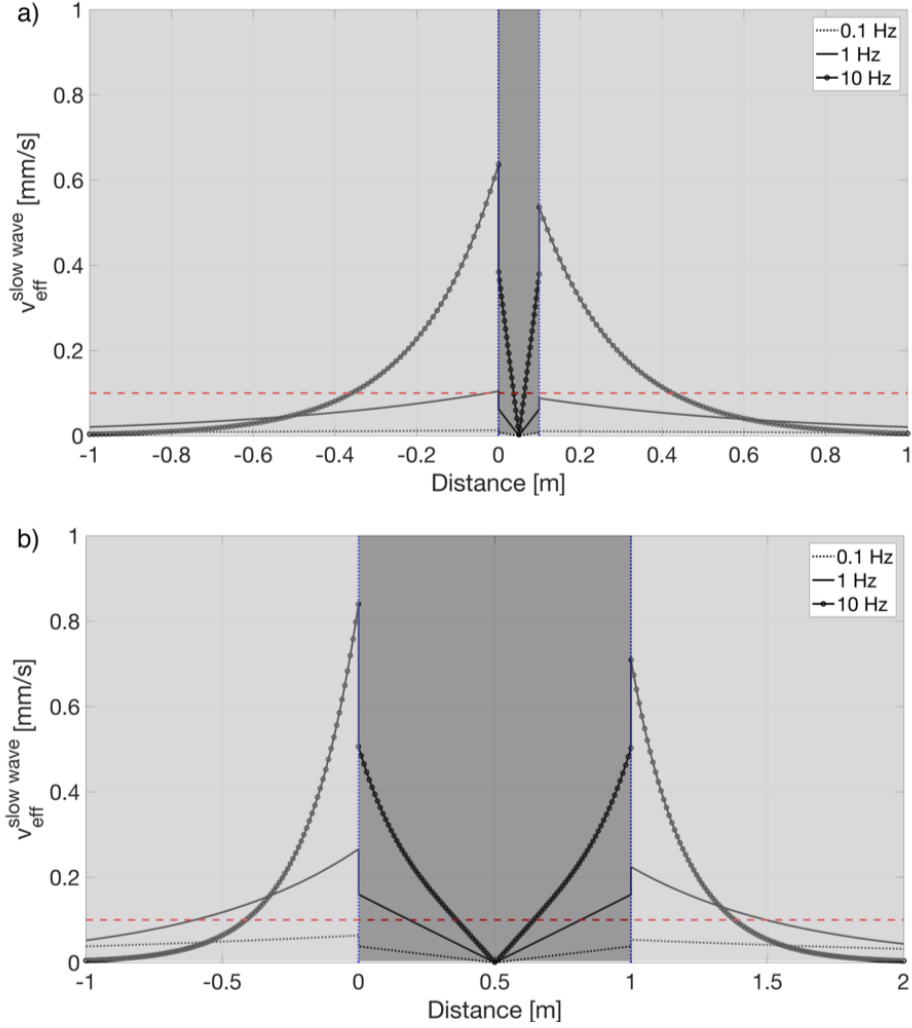 a)
1
0.8
0.6
0.4
0.2
0
v_eff^slow wave [mm/s]
0.1 Hz
1 Hz
10 Hz
-1 -0.8 -0.6 -0.4 -0.2 0 0.2 0.4 0.6 0.8 1
Distance [m]
b)
1
0.8
0.6
0.4
0.2
0
v_eff^slow wave [mm/s]
0.1 Hz
1 Hz
10 Hz
-1 -0.5 0 0.5 1 1.5 2
Distance [m]